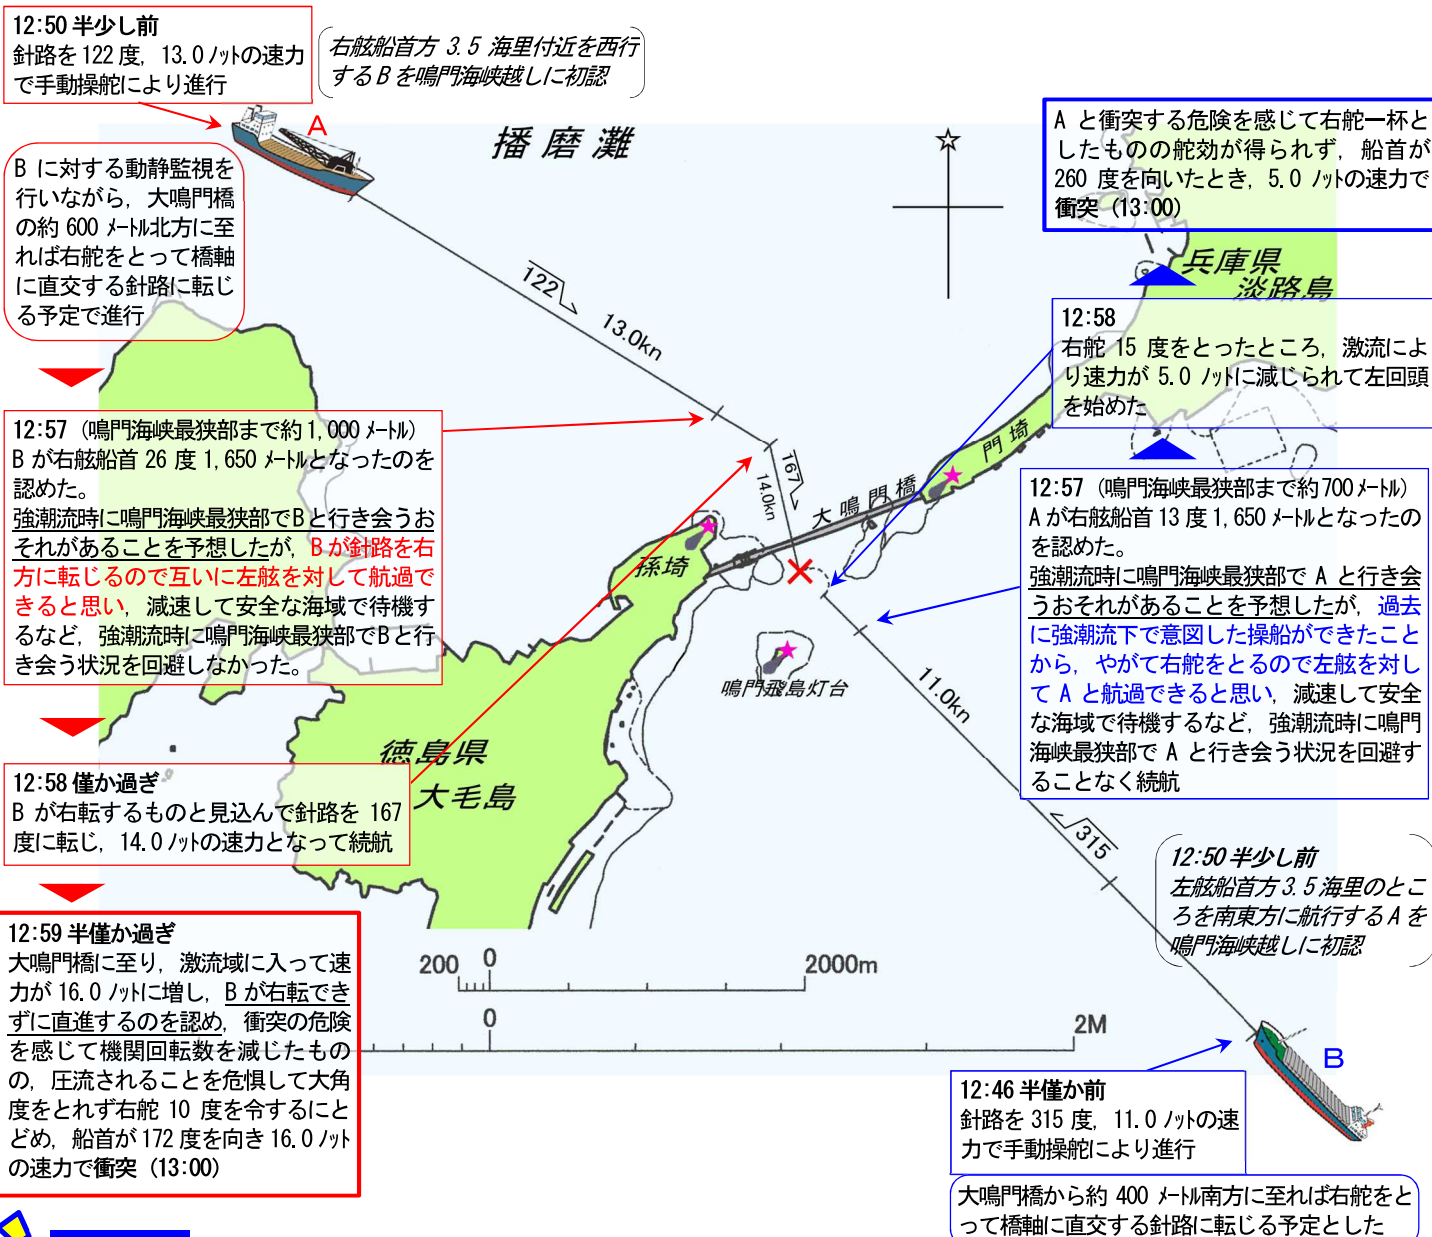 12:50 半少し前
針路を 122 度, 13.0 ノットの速力
で手動操舵により進行
右舷船首方 3.5 海里付近を西行
する B を鳴門海峡越しに初認
A
播磨灘
B に対する動静監視を
行いながら, 大鳴門橋
の約 600 メートル北方に至
れば右舵をとって橋軸
に直交する針路に転じ
る予定で進行
A と衝突する危険を感じて右舵一杯と
したものの舵効が得られず, 船首が
260 度を向いたとき, 5.0 ノットの速力で
衝突 (13:00)
兵庫県
淡路島
122
13.0kn
12:58
右舵 15 度をとったところ, 激流によ
り速力が 5.0 ノットに減じられて左回頭
を始めた
12:57 (鳴門海峡最狭部まで約 1,000 メートル)
B が右舷船首 26 度 1,650 メートルとなったのを
認めた。
強潮流時に鳴門海峡最狭部で B と行き会うお
それがあることを予想したが, B が針路を右
方に転じるので互いに左舷を対して航過で
きると思い, 減速して安全な海域で待機す
るなど, 強潮流時に鳴門海峡最狭部で B と行
き会う状況を回避しなかった。
167
14.0kn
大鳴門橋
門埼
孫埼
鳴門飛島灯台
12:57 (鳴門海峡最狭部まで約 700 メートル)
A が右舷船首 13 度 1,650 メートルとなったの
を認めた。
強潮流時に鳴門海峡最狭部で A と行き会
うおそれがあることを予想したが, 過去
に強潮流下で意図した操船ができたこと
から, やがて右舵をとるので左舷を対し
て A と航過できると思い, 減速して安全
な海域で待機するなど, 強潮流時に鳴門
海峡最狭部で A と行き会う状況を回避す
ることなく続航
11.0kn
315
徳島県
大毛島
12:58 僅か過ぎ
B が右転するものと見込んで針路を 167
度に転じ, 14.0 ノットの速力となって続航
12:50 半少し前
左舷船首方 3.5 海里のとこ
ろを南東方に航行する A を
鳴門海峡越しに初認
12:59 半僅か過ぎ
大鳴門橋に至り, 激流域に入って速
力が 16.0 ノットに増し, B が右転でき
ずに直進するのを認め, 衝突の危険
を感じて機関回転数を減じたもの
の, 圧流されることを危惧して大角
度をとれず右舵 10 度を令するにと
どめ, 船首が 172 度を向き 16.0 ノット
の速力で衝突 (13:00)
200 0 2000m
0 2M
B
12:46 半僅か前
針路を 315 度, 11.0 ノットの速
力で手動操舵により進行
大鳴門橋から約 400 メートル南方に至れば右舵をと
って橋軸に直交する針路に転じる予定とした